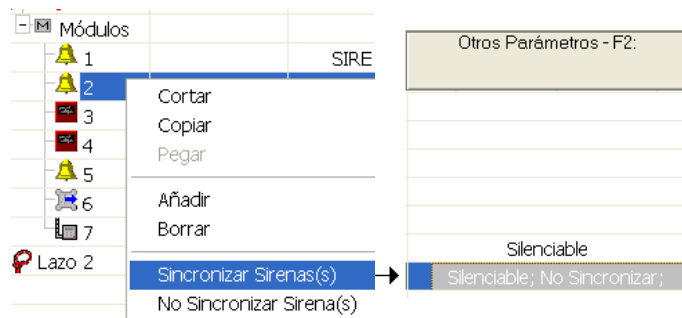 Módulos
1
SIRE
2
3
4
5
6
7
Lazo 2
Cortar
Copiar
Pegar
Añadir
Borrar
Sincronizar Sirenas(s)
No Sincronizar Sirena(s)
Otros Parámetros - F2:
Silenciable
Silenciable; No Sincronizar;